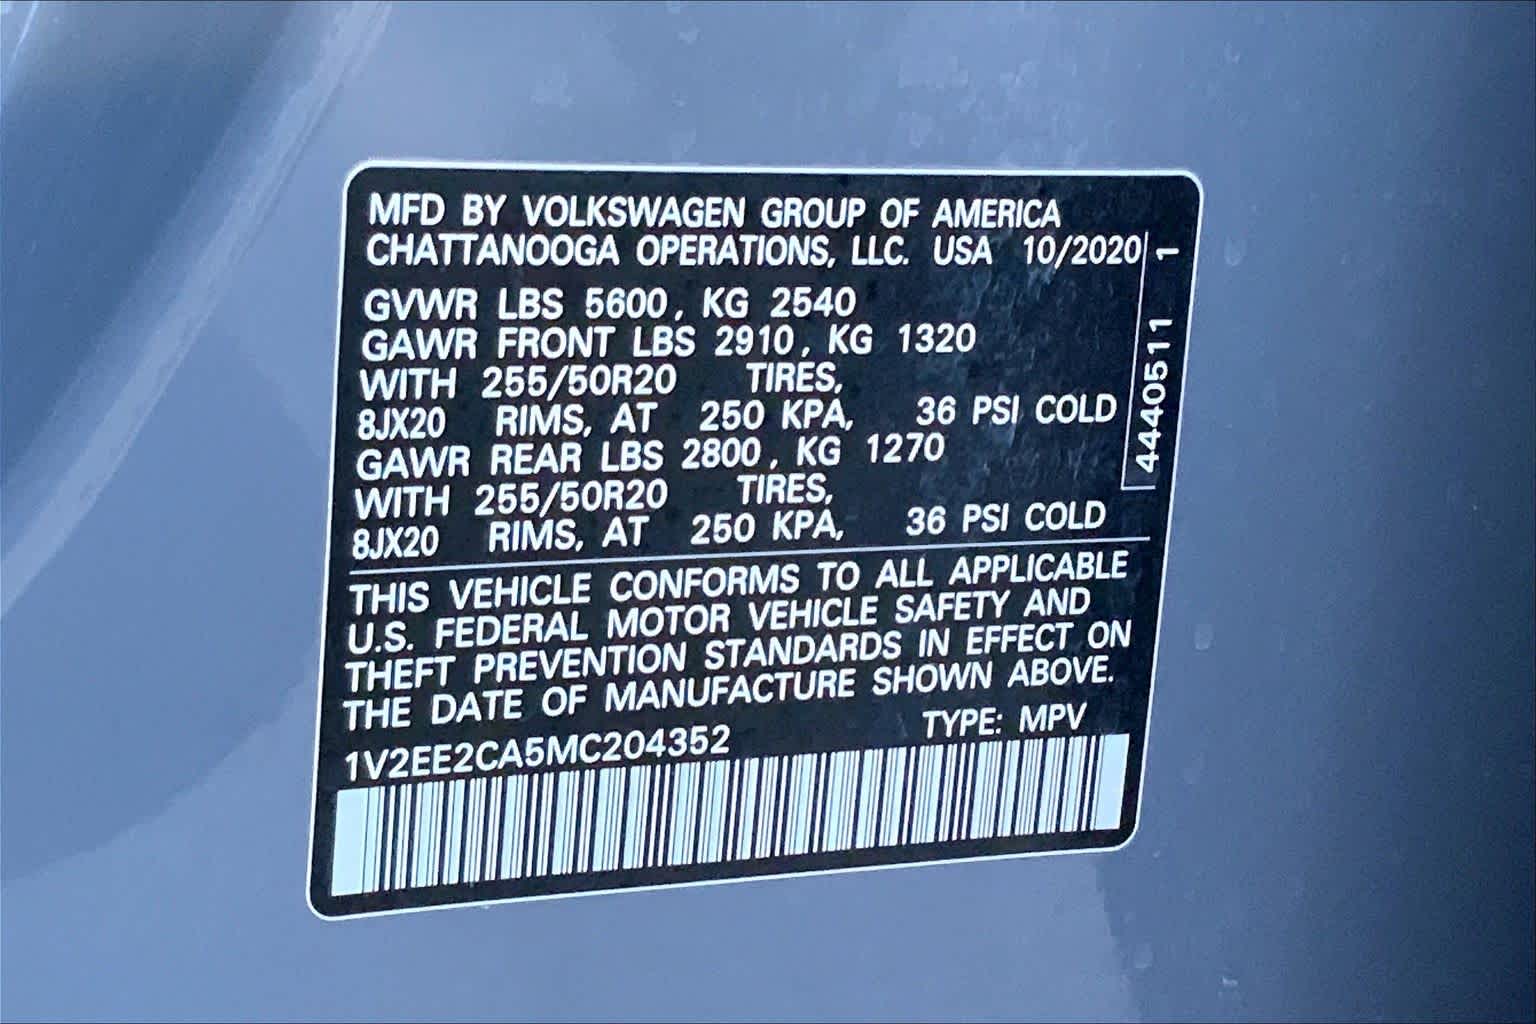 MFD BY VOLKSWAGEN GROUP OF AMERICA
CHATTANOOGA OPERATIONS, LLC. USA 10/2020
GVWR LBS 5600, KG 2540
GAWR FRONT LBS 2910, KG 1320
WITH 255/50R20 TIRES,
8JX20 RIMS, AT 250 KPA, 36 PSI COLD
GAWR REAR LBS 2800, KG 1270
WITH 255/50R20 TIRES,
8JX20 RIMS, AT 250 KPA, 36 PSI COLD
4440511 1
THIS VEHICLE CONFORMS TO ALL APPLICABLE
U.S. FEDERAL MOTOR VEHICLE SAFETY AND
THEFT PREVENTION STANDARDS IN EFFECT ON
THE DATE OF MANUFACTURE SHOWN ABOVE.
1V2EE2CA5MC204352 TYPE: MPV